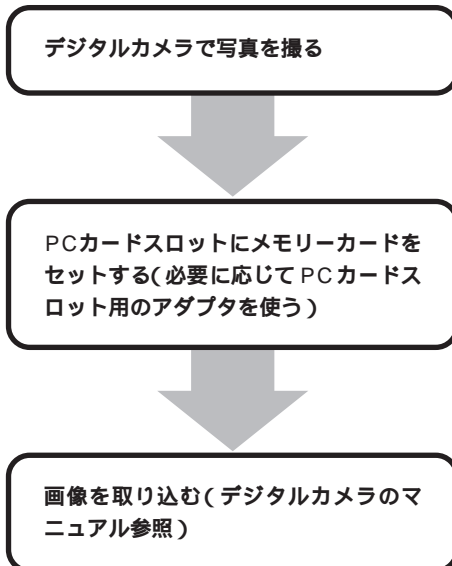 デジタルカメラで写真を撮る
PCカードスロットにメモリーカードを
セットする(必要に応じてPCカードス
ロット用のアダプタを使う)
画像を取り込む(デジタルカメラのマ
ニュアル参照)